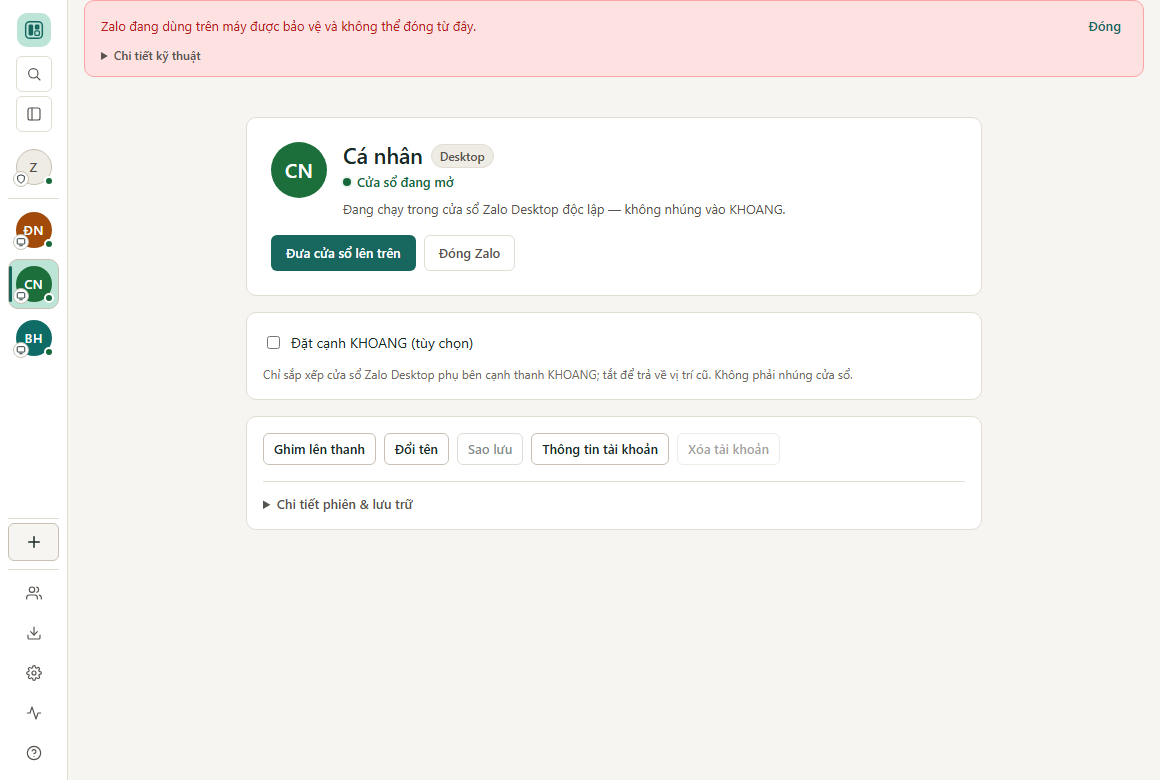 Zalo đang dùng trên máy được bảo vệ và không thể đóng từ đây.
Đóng
Chi tiết kỹ thuật
Z
ĐN
CN
BH
CN
Cá nhân
Desktop
Cửa sổ đang mở
Đang chạy trong cửa sổ Zalo Desktop độc lập — không nhúng vào KHOANG.
Đưa cửa sổ lên trên
Đóng Zalo
Đặt cạnh KHOANG (tùy chọn)
Chỉ sắp xếp cửa sổ Zalo Desktop phụ bên cạnh thanh KHOANG; tắt để trả về vị trí cũ. Không phải nhúng cửa sổ.
Ghim lên thanh
Đổi tên
Sao lưu
Thông tin tài khoản
Xóa tài khoản
Chi tiết phiên & lưu trữ